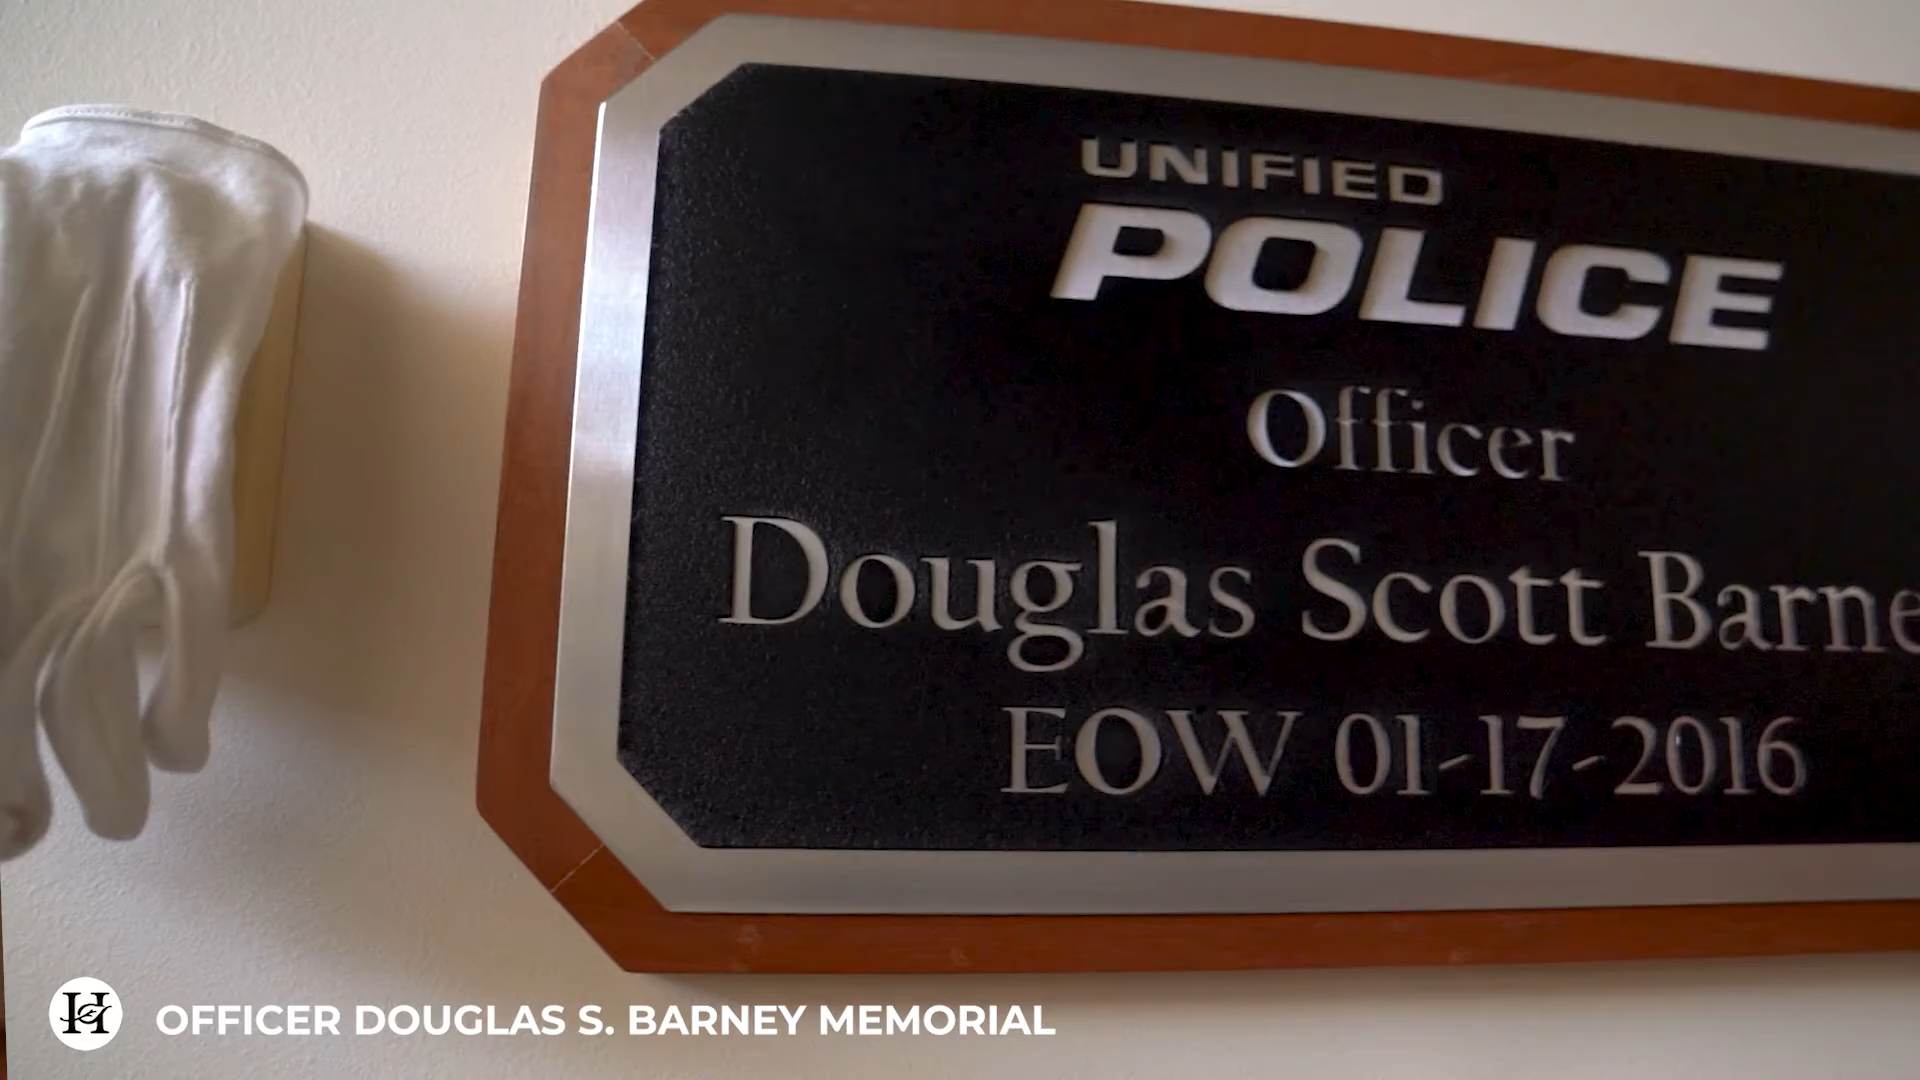 UNIFIED
POLICE
Officer
Douglas Scott Barne
EOW 01-17-2016
OFFICER DOUGLAS S. BARNEY MEMORIAL